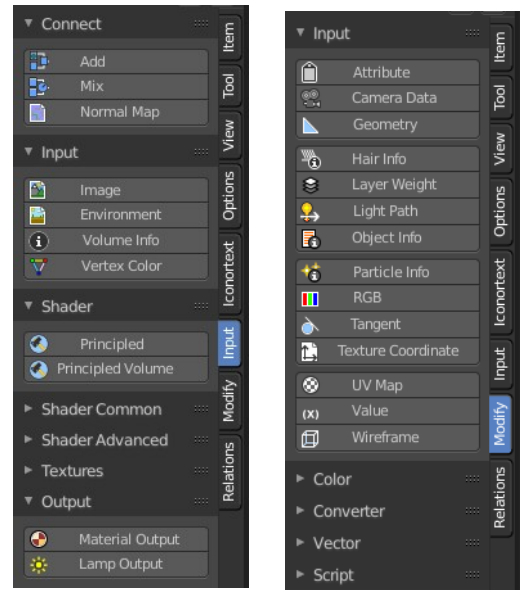 Connect
Add
Mix
Normal Map
Input
Image
Environment
Volume Info
Vertex Color
Shader
Principled
Principled Volume
Shader Common
Shader Advanced
Textures
Output
Material Output
Lamp Output
Item
Tool
View
Options
Iconortext
Input
Modify
Relations
Input
Attribute
Camera Data
Geometry
Hair Info
Layer Weight
Light Path
Object Info
Particle Info
RGB
Tangent
Texture Coordinate
UV Map
(x) Value
Wireframe
Color
Converter
Vector
Script
Item
Tool
View
Options
Iconortext
Input
Modify
Relations